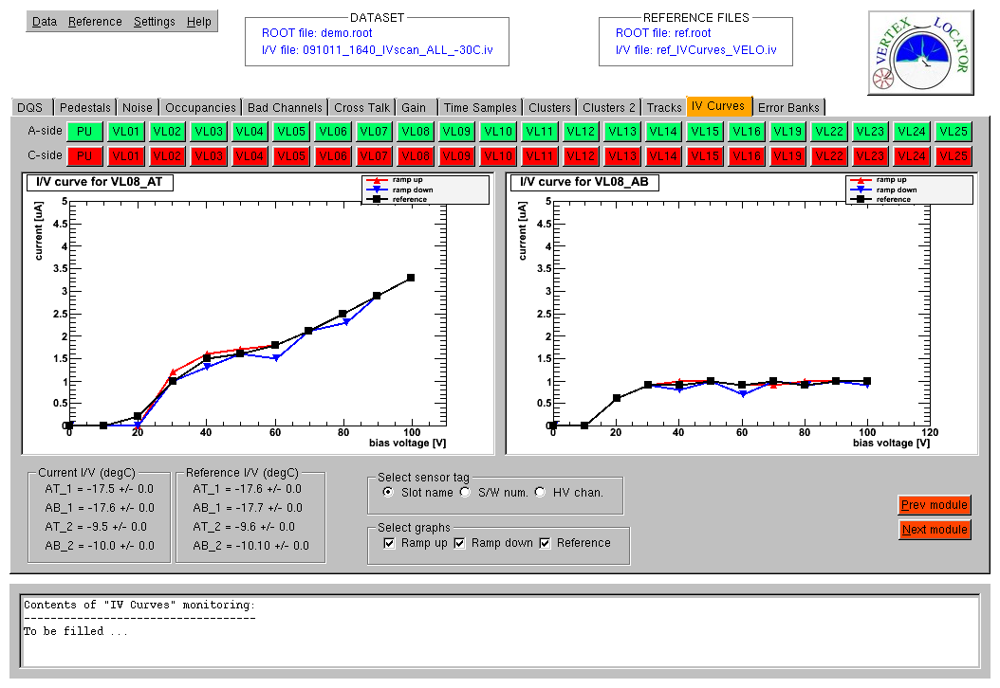 Data Reference Settings Help
DATASET
ROOT file: demo.root
I/V file: 091011_1640_IVscan_ALL_-30C.iv
REFERENCE FILES
ROOT file: ref.root
I/V file: ref_IVCurves_VELO.iv
VERTEX LOCATOR
DQS Pedestals Noise Occupancies Bad Channels Cross Talk Gain Time Samples Clusters Clusters 2 Tracks IV Curves Error Banks
A-side PU VL01 VL02 VL03 VL04 VL05 VL06 VL07 VL08 VL09 VL10 VL11 VL12 VL13 VL14 VL15 VL16 VL19 VL22 VL23 VL24 VL25
C-side PU VL01 VL02 VL03 VL04 VL05 VL06 VL07 VL08 VL09 VL10 VL11 VL12 VL13 VL14 VL15 VL16 VL19 VL22 VL23 VL24 VL25
I/V curve for VL08_AT
ramp up
ramp down
reference
current [uA]
5
4.5
4
3.5
3
2.5
2
1.5
1
0.5
0
0 20 40 60 80 100
bias voltage [V]
I/V curve for VL08_AB
ramp up
ramp down
reference
current [uA]
5
4.5
4
3.5
3
2.5
2
1.5
1
0.5
0
0 20 40 60 80 100 120
bias voltage [V]
Current I/V (degC)
AT_1 = -17.5 +/- 0.0
AB_1 = -17.6 +/- 0.0
AT_2 = -9.5 +/- 0.0
AB_2 = -10.0 +/- 0.0
Reference I/V (degC)
AT_1 = -17.6 +/- 0.0
AB_1 = -17.7 +/- 0.0
AT_2 = -9.6 +/- 0.0
AB_2 = -10.10 +/- 0.0
Select sensor tag
Slot name S/W num. HV chan.
Select graphs
Ramp up Ramp down Reference
Prev module
Next module
Contents of "IV Curves" monitoring:
-----------------------------------
To be filled ...